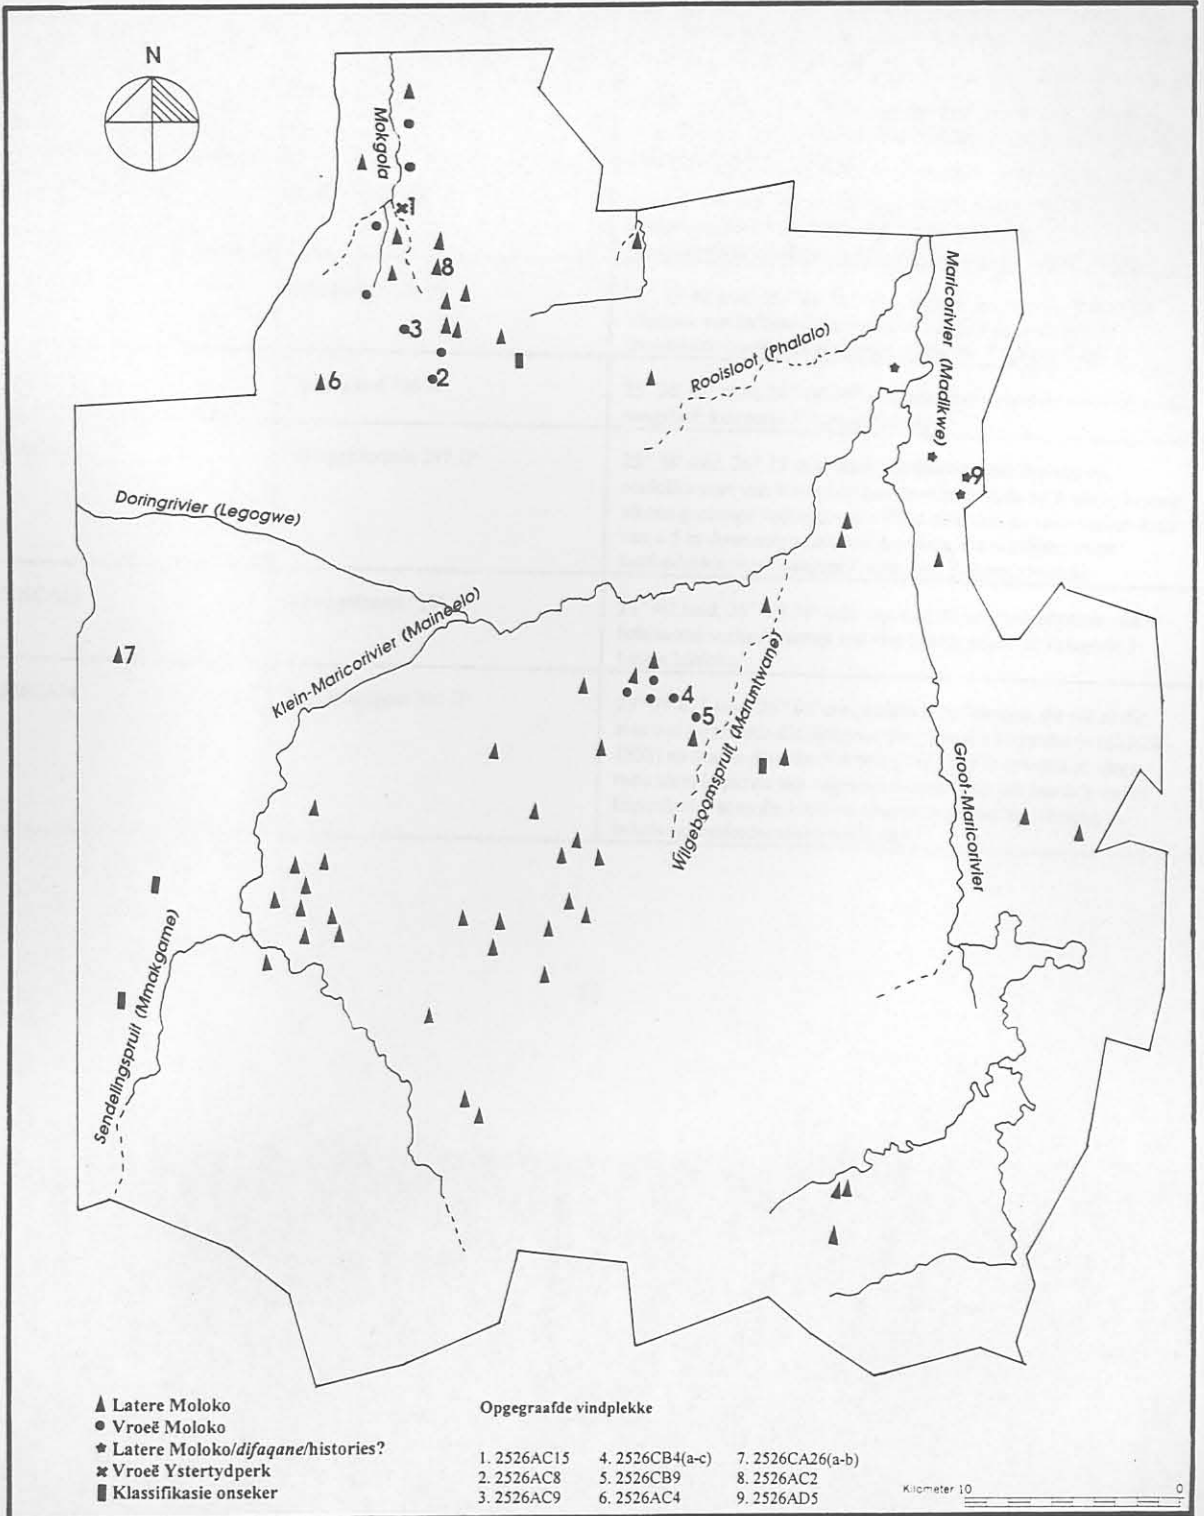 N
Mokgola
1
8
3
2
6
Rooisloot (Phalalo)
Maricorivier (Madikwe)
9
Doringrivier (Legogwe)
Klein-Maricorivier (Maineelo)
7
4
5
Wilgeboomspruit (Maruntwane)
Groot-Maricorivier
Sendelingspruit (Mmakgame)
Latere Moloko
Vroeë Moloko
Latere Moloko/difaqane/histories?
Vroeë Ystertydperk
Klassifikasie onseker
Opgegraafde vindplekke
1. 2526AC15 4. 2526CB4(a-c) 7. 2526CA26(a-b)
2. 2526AC8 5. 2526CB9 8. 2526AC2
3. 2526AC9 6. 2526AC4 9. 2526AD5
Kilometer 10 0